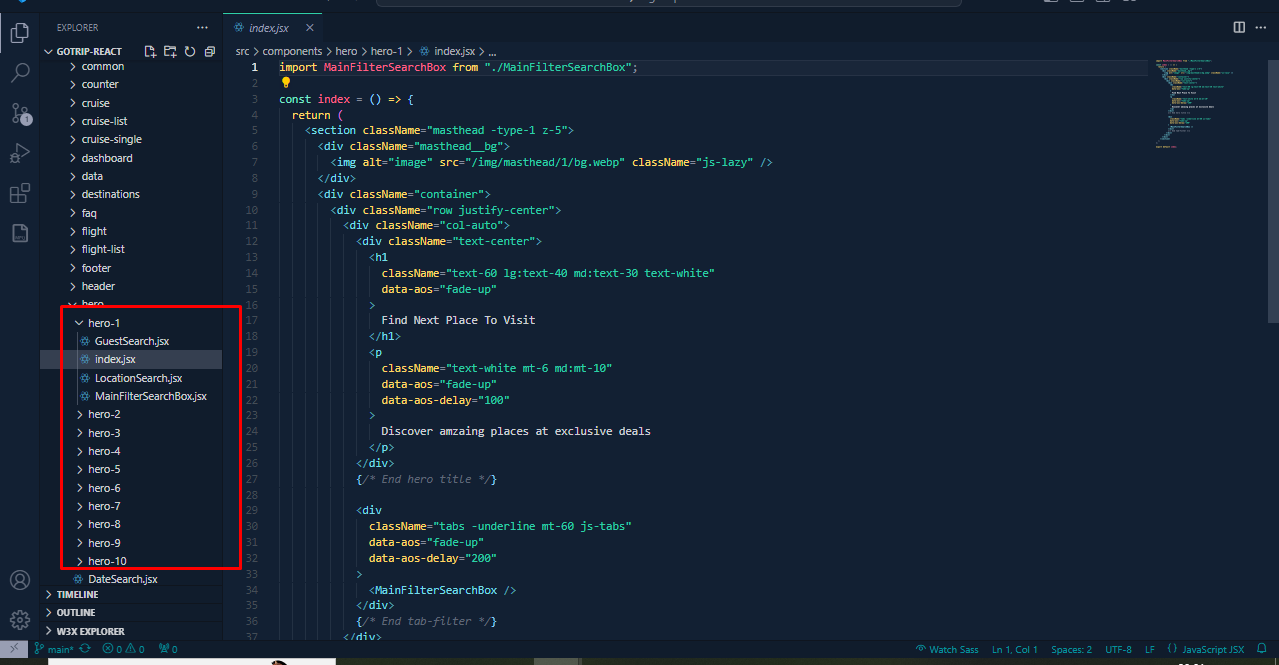 EXPLORER
GOTRIP-REACT
common
counter
cruise
cruise-list
cruise-single
dashboard
data
destinations
faq
flight
flight-list
footer
header
hero
hero-1
GuestSearch.jsx
index.jsx
LocationSearch.jsx
MainFilterSearchBox.jsx
hero-2
hero-3
hero-4
hero-5
hero-6
hero-7
hero-8
hero-9
hero-10
DateSearch.jsx
TIMELINE
OUTLINE
W3X EXPLORER
index.jsx
src > components > hero > hero-1 > index.jsx > ...
1 import MainFilterSearchBox from "./MainFilterSearchBox";
2
3 const index = () => {
4 return (
5 <section className="masthead -type-1 z-5">
6 <div className="masthead__bg">
7 <img alt="image" src="/img/masthead/1/bg.webp" className="js-lazy" />
8 </div>
9 <div className="container">
10 <div className="row justify-center">
11 <div className="col-auto">
12 <div className="text-center">
13 <h1
14 className="text-60 lg:text-40 md:text-30 text-white"
15 data-aos="fade-up"
16 >
17 Find Next Place To Visit
18 </h1>
19 <p
20 className="text-white mt-6 md:mt-10"
21 data-aos="fade-up"
22 data-aos-delay="100"
23 >
24 Discover amzaing places at exclusive deals
25 </p>
26 </div>
27 {/* End hero title */}
28
29 <div
30 className="tabs -underline mt-60 js-tabs"
31 data-aos="fade-up"
32 data-aos-delay="200"
33 >
34 <MainFilterSearchBox />
35 </div>
36 {/* End tab-filter */}
37 </div>
1
main* 0 0 0 Watch Sass Ln 1, Col 1 Spaces: 2 UTF-8 LF {} JavaScript JSX